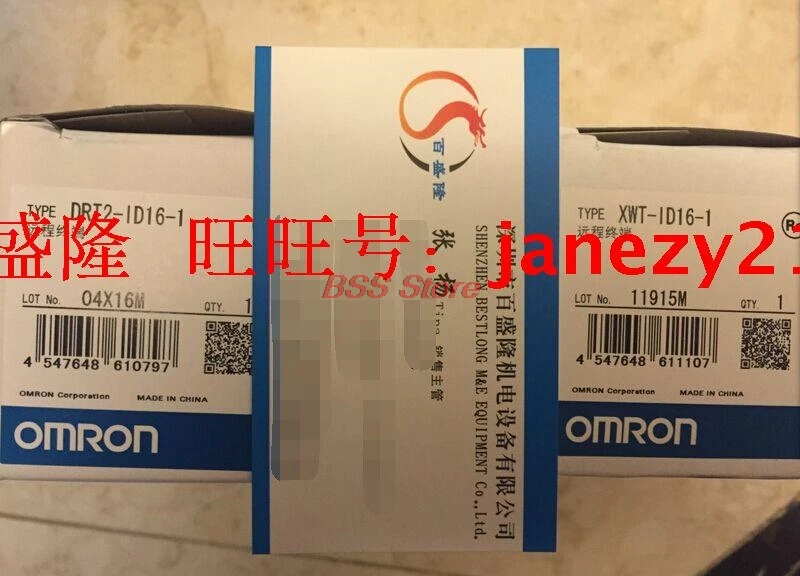 TYPE DRT2-ID16-1
远程终端
LOT No. 04X16M QTY. 1
4 547648 610797
OMRON Corporation MADE IN CHINA
OMRON
百盛隆
张杨 Tina 销售主管
深圳市百盛隆机电设备有限公司
SHENZHEN BESTLONG M&E EQUIPMENT Co.,Ltd.
TYPE XWT-ID16-1
远程终端
R
LOT No. 11915M QTY. 1
4 547648 611107
OMRON Corporation MADE IN CHINA
OMRON
盛隆 旺旺号: janezy21
BSS Store